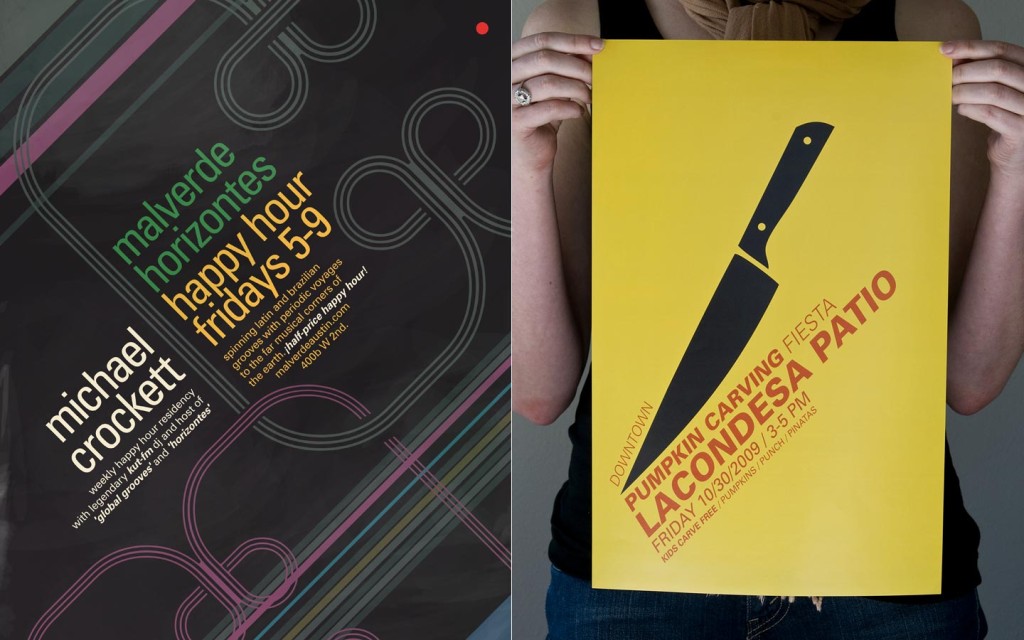 malverde
horizontes
happy hour
fridays 5-9
spinning latin and brazilian
grooves with periodic voyages
to the far musical corners of
the earth. ¡half-price happy hour!
malverdeaustin.com
400b W 2nd.
michael
crockett
weekly happy hour residency
with legendary kut-fm dj and host of
'global grooves' and 'horizontes'
DOWNTOWN
PUMPKIN CARVING FIESTA
LACONDESA PATIO
FRIDAY 10/30/2009 / 3-5 PM
KIDS CARVE FREE / PUMPKINS / PUNCH / PINATAS